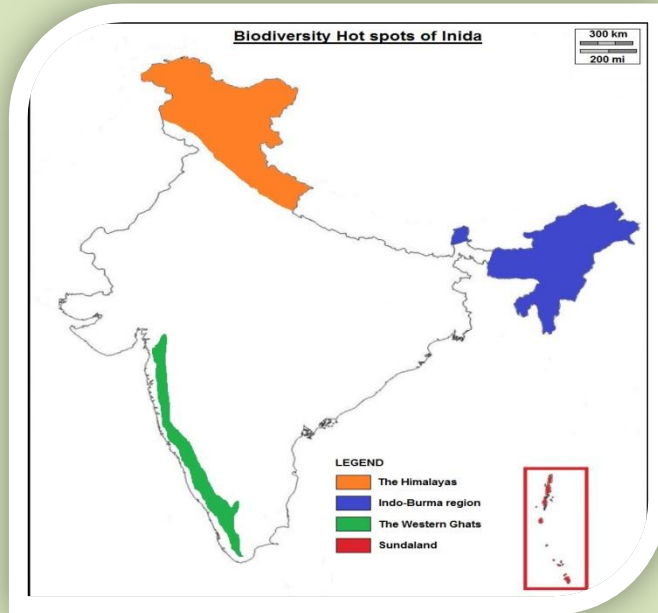 Biodiversity Hot spots of Inida
300 km
200 mi
LEGEND
The Himalayas
Indo-Burma region
The Western Ghats
Sundaland